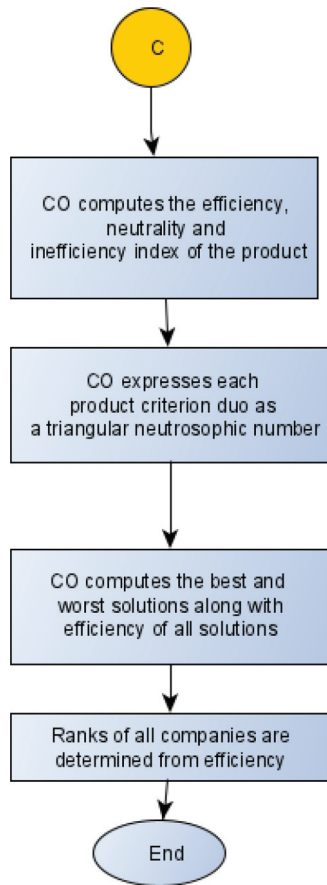 C
CO computes the efficiency,
neutrality and
inefficiency index of the product
CO expresses each
product criterion duo as
a triangular neutrosophic number
CO computes the best and
worst solutions along with
efficiency of all solutions
Ranks of all companies are
determined from efficiency
End